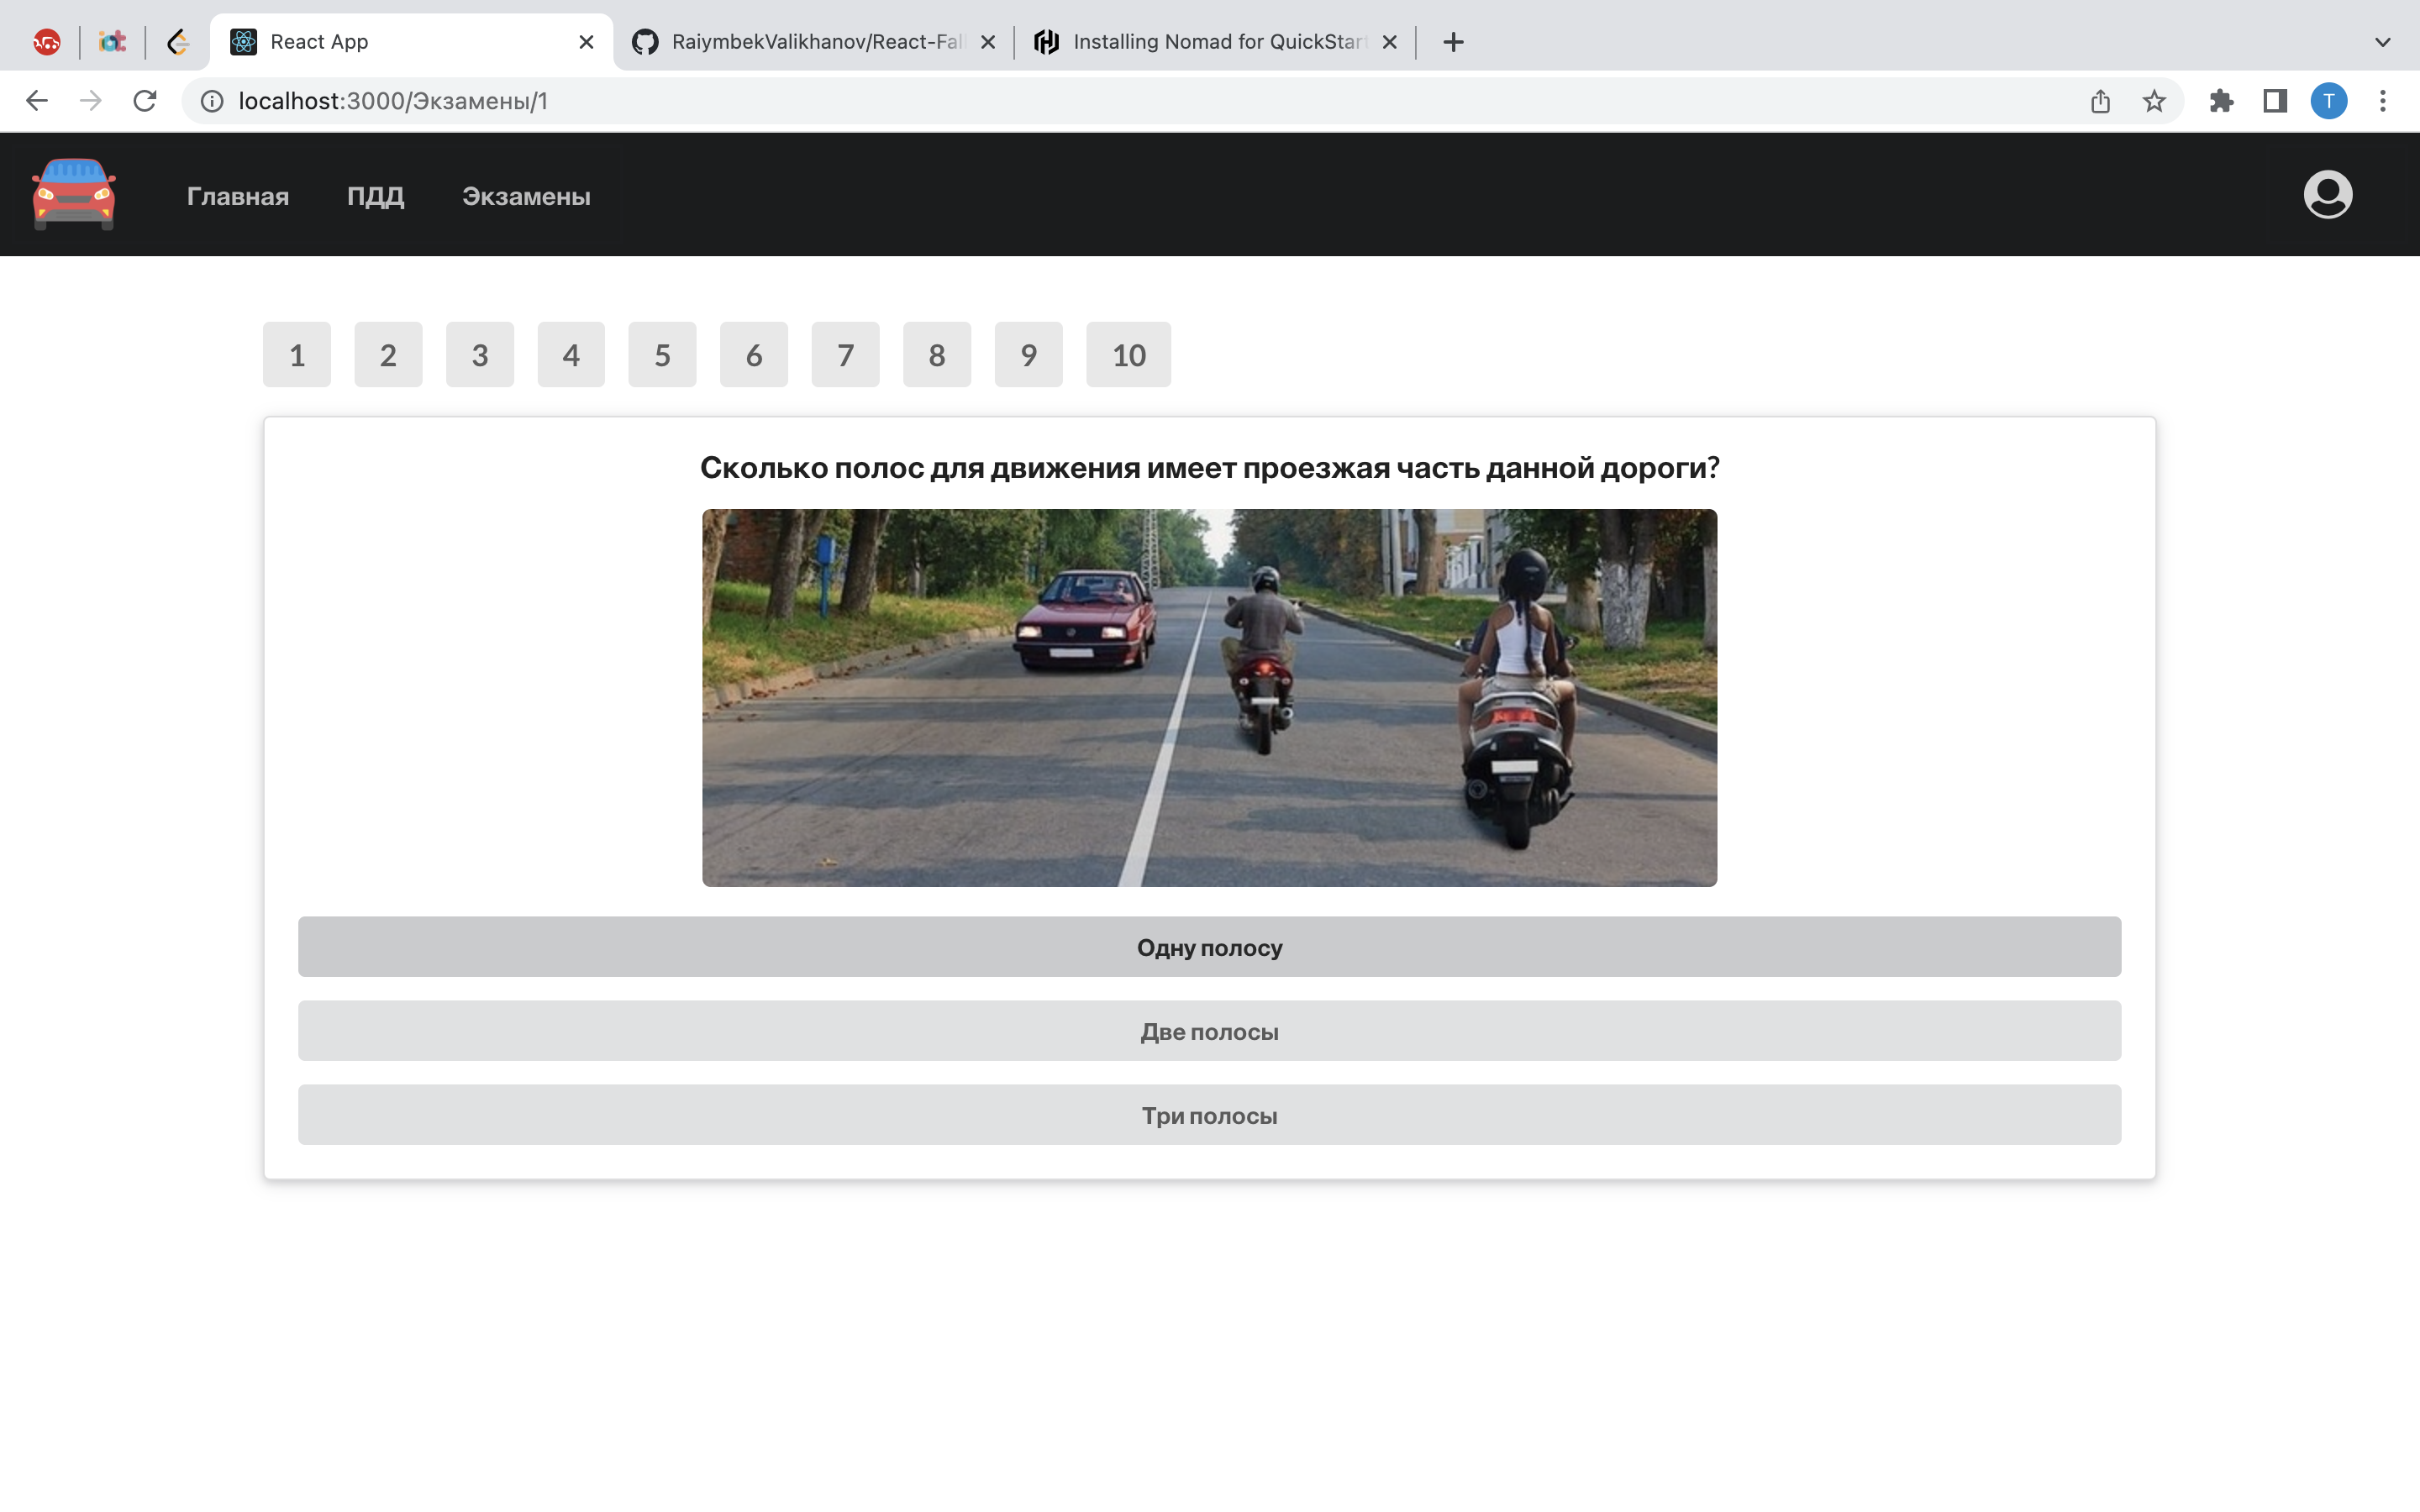 React App
RaiymbekValikhanov/React-Fal
Installing Nomad for QuickStar
localhost:3000/Экзамены/1
T
Главная
ПДД
Экзамены
1
2
3
4
5
6
7
8
9
10
Сколько полос для движения имеет проезжая часть данной дороги?
Одну полосу
Две полосы
Три полосы